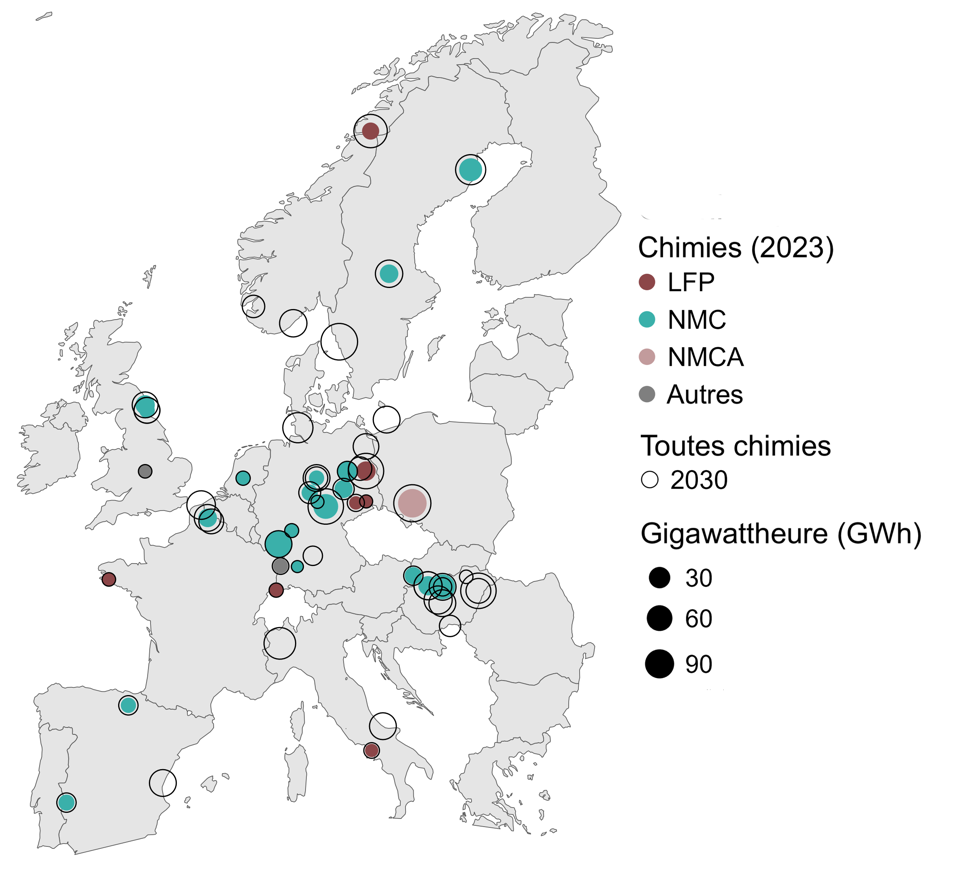 Chimies (2023)
LFP
NMC
NMCA
Autres
Toutes chimies
2030
Gigawattheure (GWh)
30
60
90